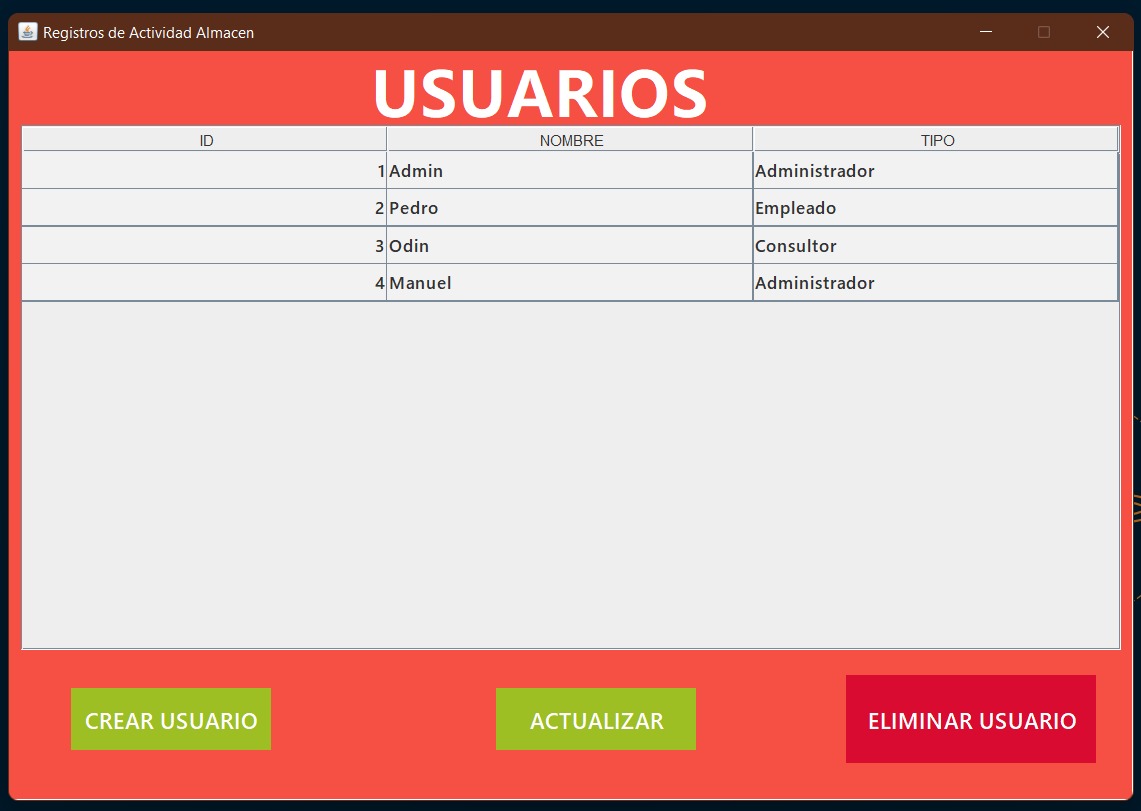 Registros de Actividad Almacen
USUARIOS
ID NOMBRE TIPO
1 Admin Administrador
2 Pedro Empleado
3 Odin Consultor
4 Manuel Administrador
CREAR USUARIO ACTUALIZAR ELIMINAR USUARIO